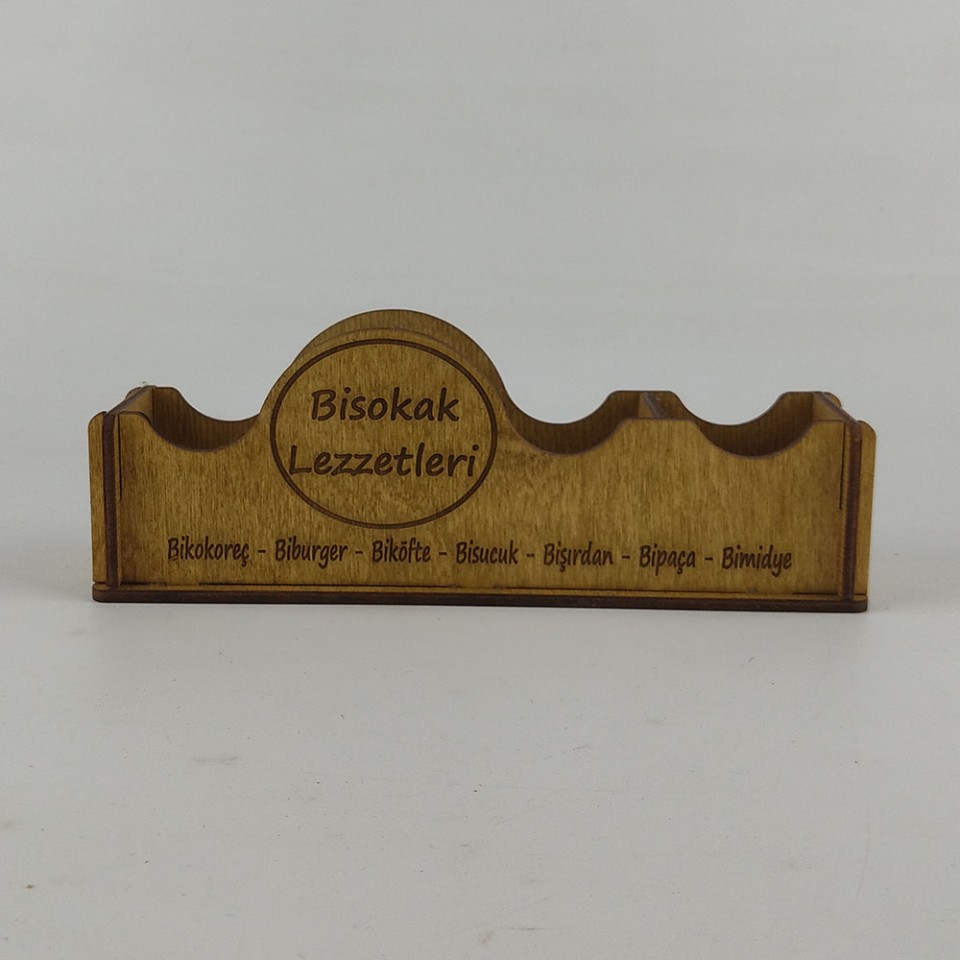 Bisokak
Lezzetleri
Bikokoreç - Biburger - Biköfte - Bisucuk - Bişırdan - Bipaça - Bimidye